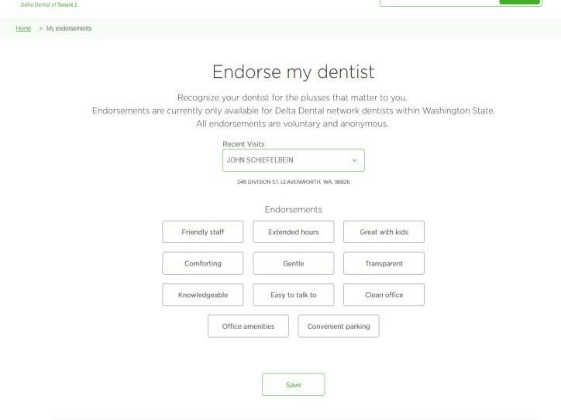 Delta Dental of Tenant 2
Home > My endorsements
Endorse my dentist
Recognize your dentist for the plusses that matter to you.
Endorsements are currently only available for Delta Dental network dentists within Washington State.
All endorsements are voluntary and anonymous.
Recent Visits
JOHN SCHIEFELBEIN
246 DIVISION ST, LEAVENWORTH, WA, 98826
Endorsements
Friendly staff Extended hours Great with kids
Comforting Gentle Transparent
Knowledgeable Easy to talk to Clean office
Office amenities Convenient parking
Save